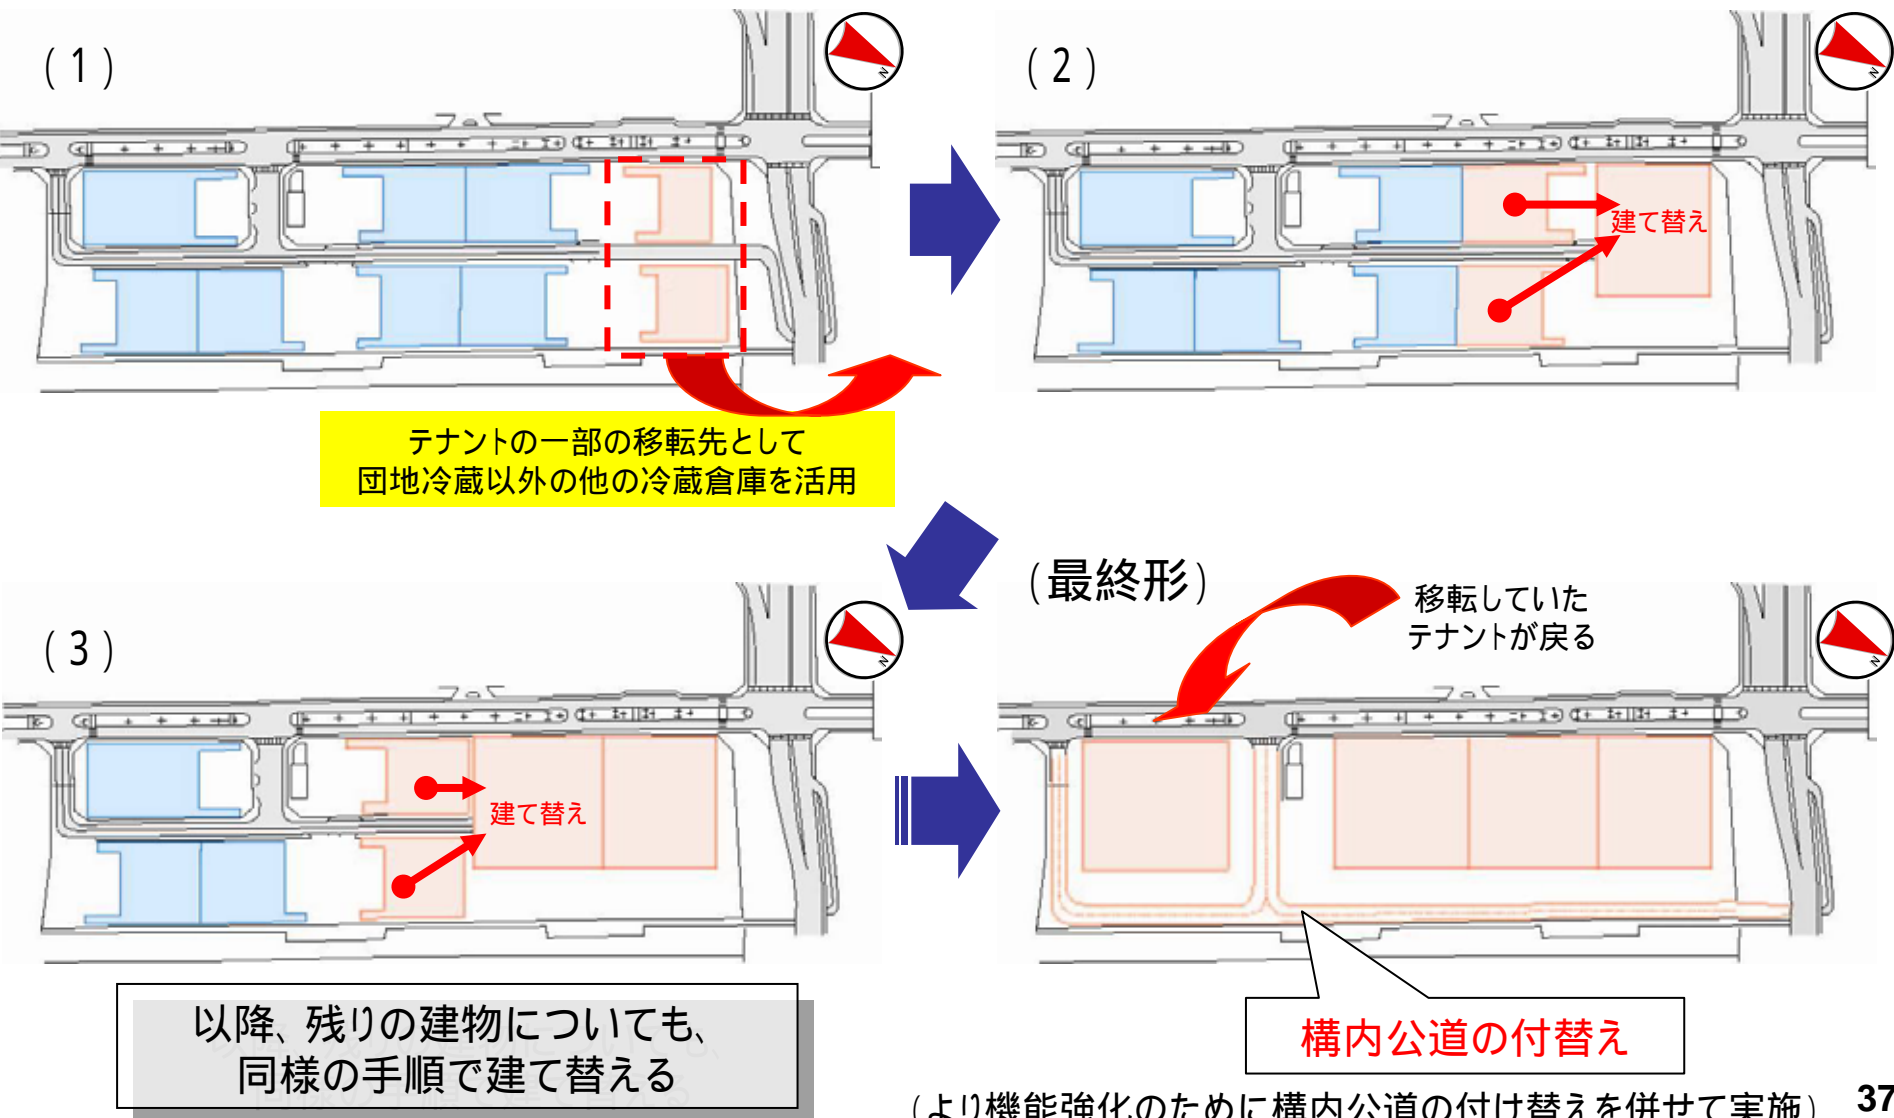 (1)
N
(2)
N
建て替え
テナントの一部の移転先として
団地冷蔵以外の他の冷蔵倉庫を活用
(3)
N
建て替え
(最終形)
移転していた
テナントが戻る
N
以降、残りの建物についても、
同様の手順で建て替える
構内公道の付替え
(より機能強化のために構内公道の付け替えを併せて実施)
37